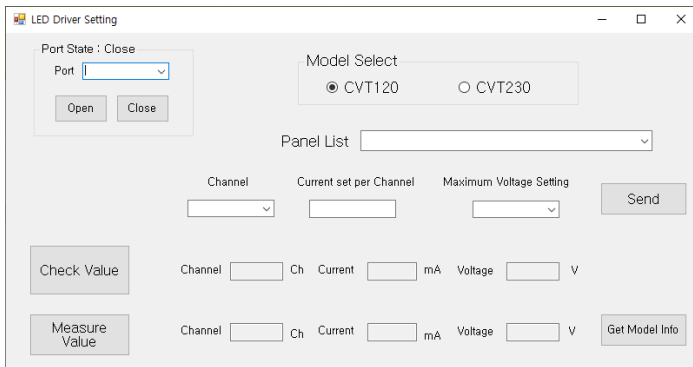 LED Driver Setting
Port State : Close
Port
Open Close
Model Select
CVT120 CVT230
Panel List
Channel Current set per Channel Maximum Voltage Setting
Send
Check Value
Channel Ch Current mA Voltage V
Measure
Value
Channel Ch Current mA Voltage V
Get Model Info